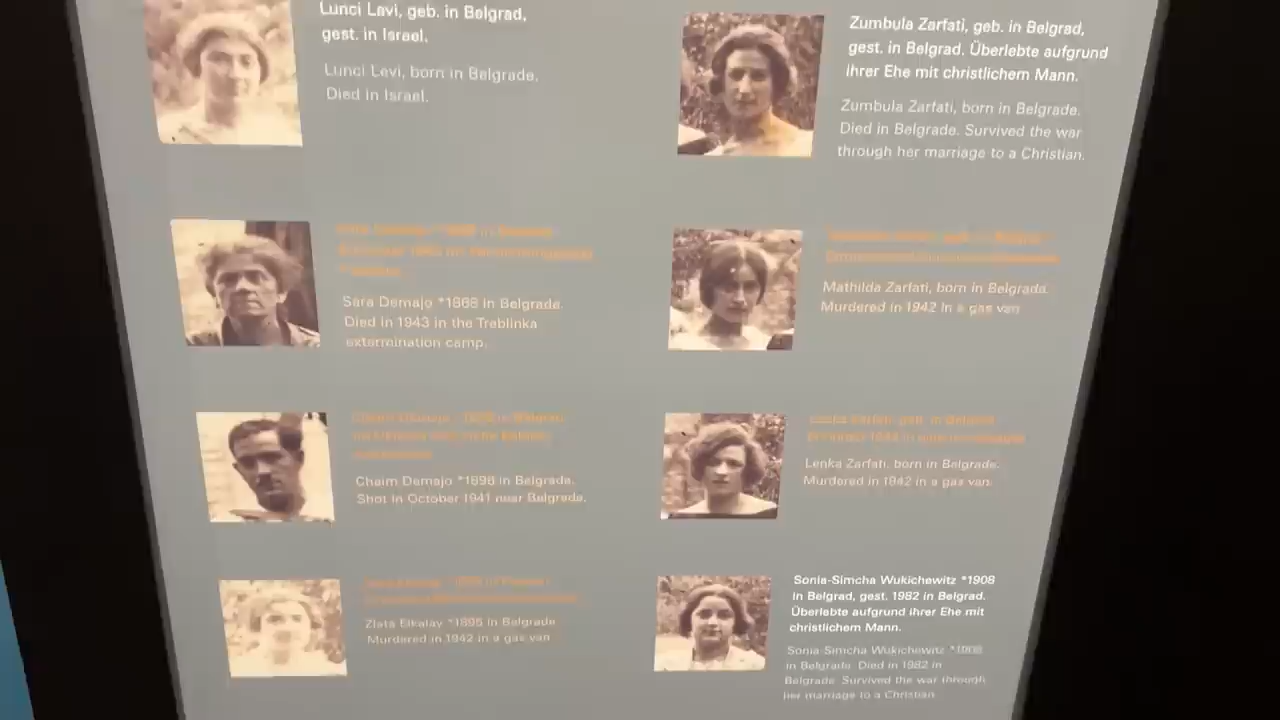 Lunci Levi, geb. in Belgrad,
gest. in Israel.
Lunci Levi, born in Belgrade.
Died in Israel.
Sara Demajo *1868 in Belgrade.
Died in 1943 in the Treblinka
extermination camp.
Chaim Demajo *1898 in Belgrade.
Shot in October 1941 near Belgrade.
Zlata Elkalay *1895 in Belgrade
Murdered in 1942 in a gas van
Zumbula Zarfati, geb. in Belgrad,
gest. in Belgrad. Überlebte aufgrund
ihrer Ehe mit christlichem Mann.
Zumbula Zarfati, born in Belgrade.
Died in Belgrade. Survived the war
through her marriage to a Christian.
Mathilda Zarfati, born in Belgrade.
Murdered in 1942 in a gas van
Lenka Zarfati, geb. in Belgrad
Lenka Zarfati, born in Belgrade.
Murdered in 1942 in a gas van.
Sonia-Simcha Wukichewitz *1908
in Belgrad, gest. 1982 in Belgrad.
Überlebte aufgrund ihrer Ehe mit
christlichem Mann.
Sonia-Simcha Wukichewitz *1908
in Belgrade. Died in 1982 in
Belgrade. Survived the war through
her marriage to a Christian